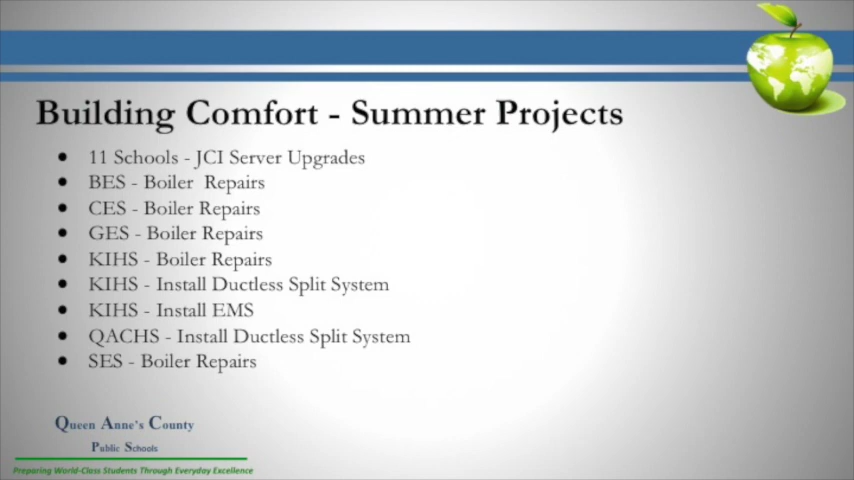 Building Comfort - Summer Projects
● 11 Schools - JCI Server Upgrades
● BES - Boiler  Repairs
● CES - Boiler Repairs
● GES - Boiler Repairs
● KIHS - Boiler Repairs
● KIHS - Install Ductless Split System
● KIHS - Install EMS
● QACHS - Install Ductless Split System
● SES - Boiler Repairs
Queen Anne's County
Public Schools
Preparing World-Class Students Through Everyday Excellence